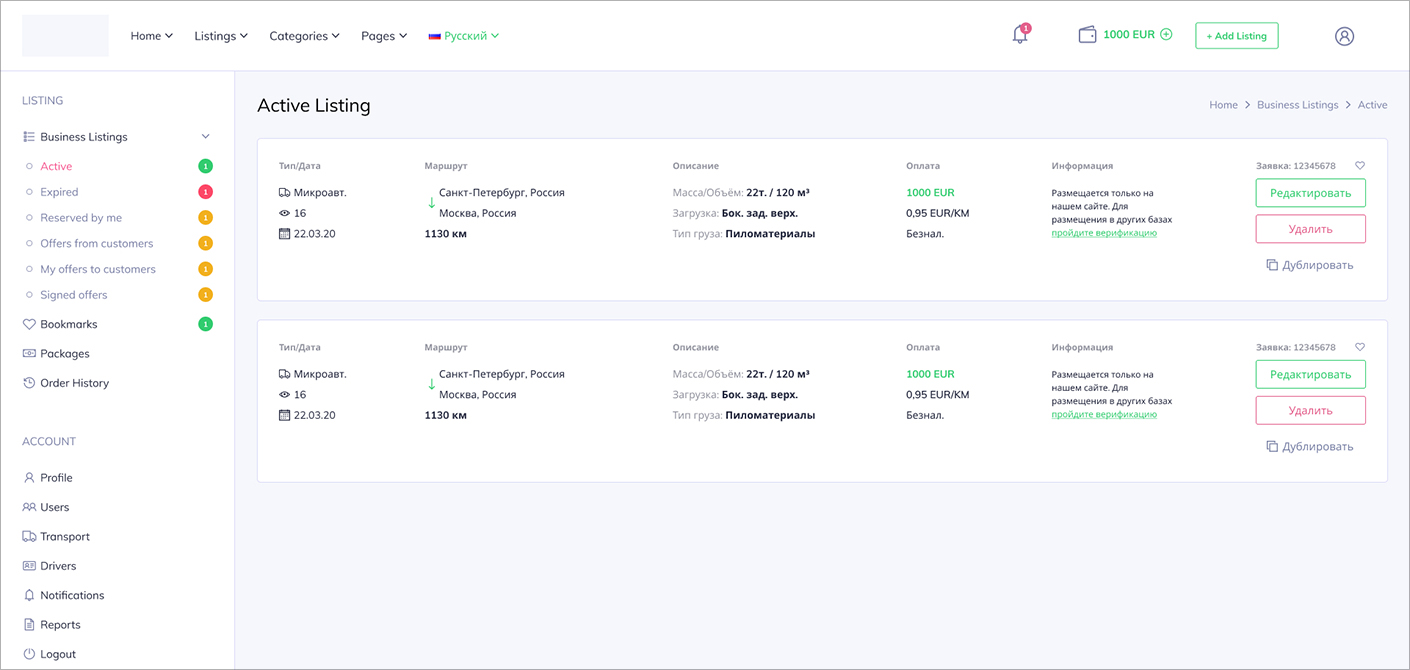 Home Listings Categories Pages Русский 1 1000 EUR + Add Listing
LISTING
Business Listings
Active 1
Expired 1
Reserved by me 1
Offers from customers 1
My offers to customers 1
Signed offers 1
Bookmarks 1
Packages
Order History
ACCOUNT
Profile
Users
Transport
Drivers
Notifications
Reports
Logout
Active Listing
Home > Business Listings > Active
Тип/Дата Маршрут Описание Оплата Информация Заявка: 12345678
Микроавт. Санкт-Петербург, Россия Масса/Объём: 22т. / 120 м³ 1000 EUR Размещается только на Редактировать
нашем сайте. Для
16 Москва, Россия Загрузка: Бок. зад. верх. 0,95 EUR/KM размещения в других базах
22.03.20 1130 км Тип груза: Пиломатериалы Безнал. пройдите верификацию Удалить
Дублировать
Тип/Дата Маршрут Описание Оплата Информация Заявка: 12345678
Микроавт. Санкт-Петербург, Россия Масса/Объём: 22т. / 120 м³ 1000 EUR Размещается только на Редактировать
нашем сайте. Для
16 Москва, Россия Загрузка: Бок. зад. верх. 0,95 EUR/KM размещения в других базах
22.03.20 1130 км Тип груза: Пиломатериалы Безнал. пройдите верификацию Удалить
Дублировать